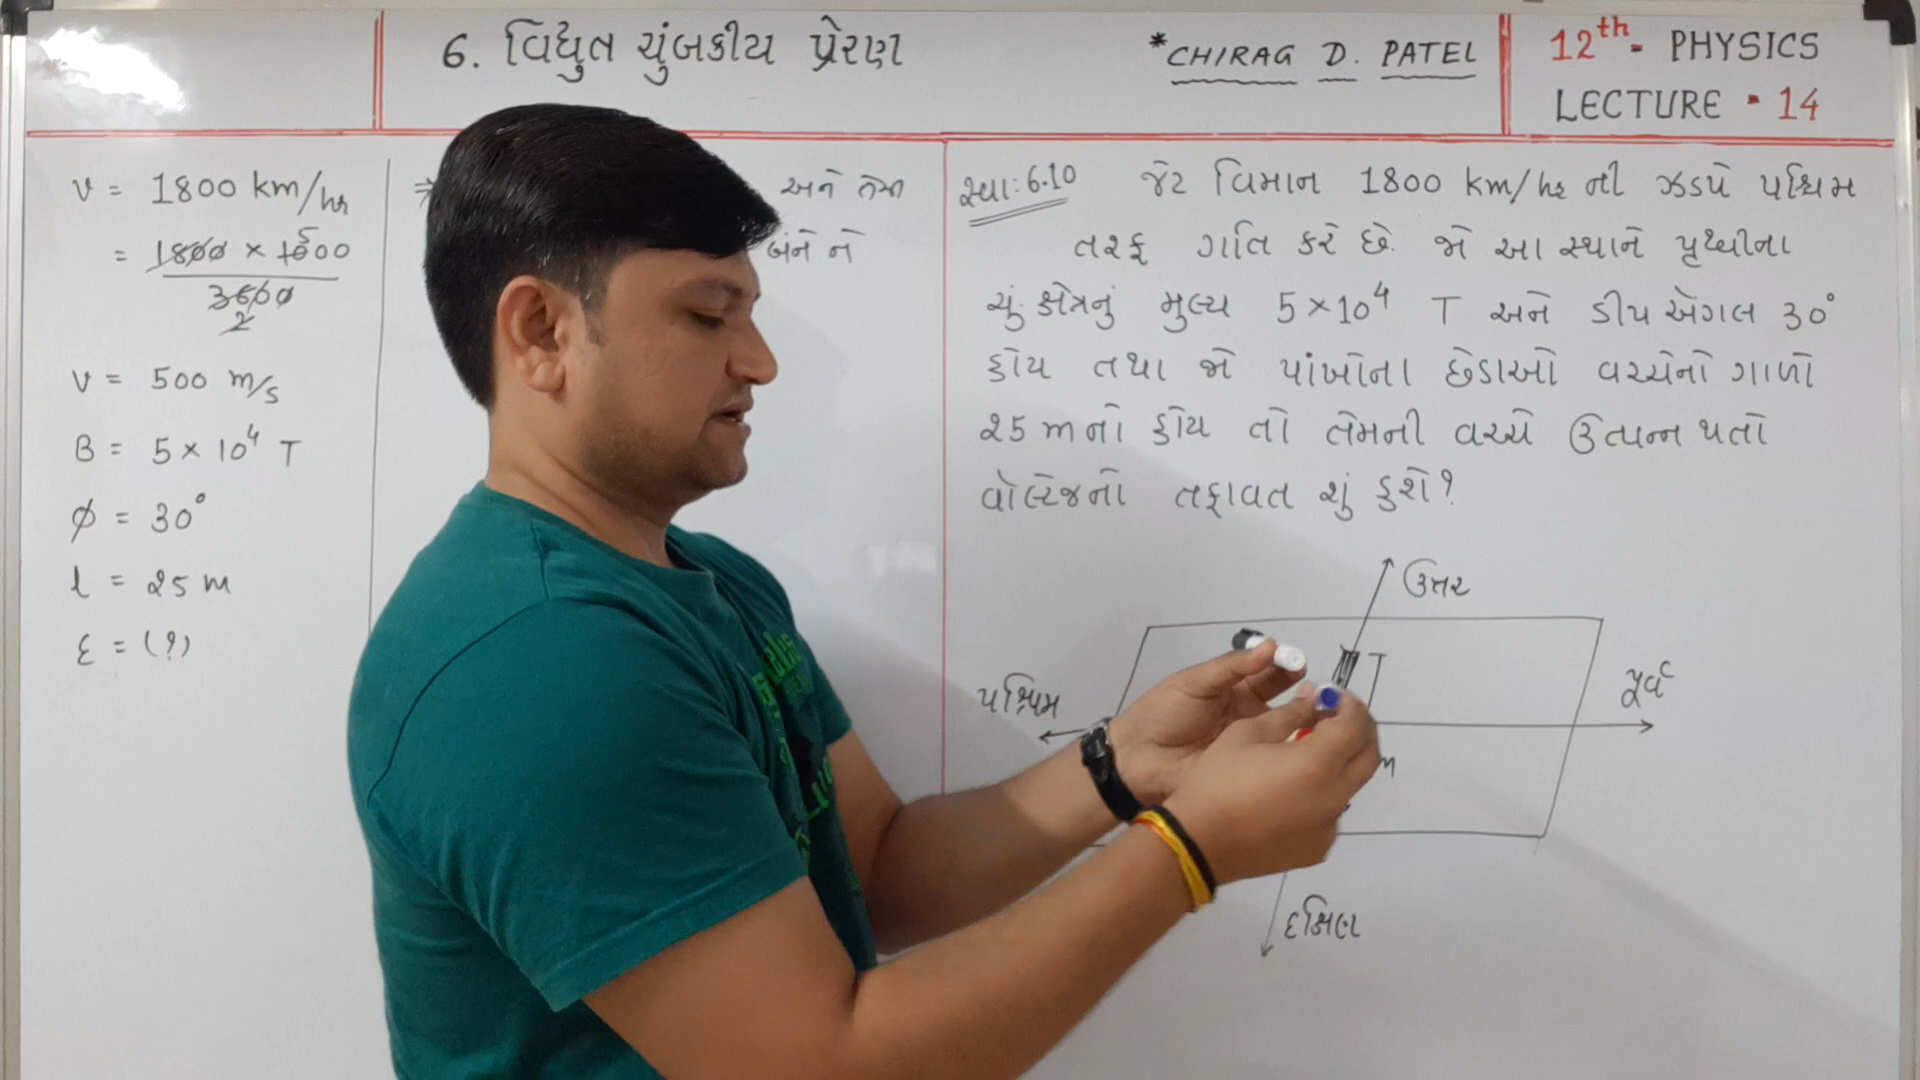 6. વિદ્યુત ચુંબકીય પ્રેરણ
*CHIRAG D. PATEL
12th - PHYSICS
LECTURE - 14
v = 1800 km/hr
= 1800 × 1000
3600
5
2
v = 500 m/s
B = 5 × 10⁴ T
φ = 30°
l = 25 m
ε = (?)
⇒
અને તેમા
બંને ને
સ્વા: 6.10 જેટ વિમાન 1800 km/hr ની ઝડપે પશ્ચિમ
તરફ ગતિ કરે છે. જો આ સ્થાને પૃથ્વીના
ચું. ક્ષેત્રનું મુલ્ય 5×10⁴ T અને ડીપ એંગલ 30°
હોય તથા જો પાંખોના છેડાઓ વચ્ચેનો ગાળો
25 m નો હોય તો તેમની વચ્ચે ઉત્પન્ન થતો
વોલ્ટેજનો તફાવત શું હશે?
ઉત્તર
પશ્ચિમ
પૂર્વ
m
દક્ષિણ